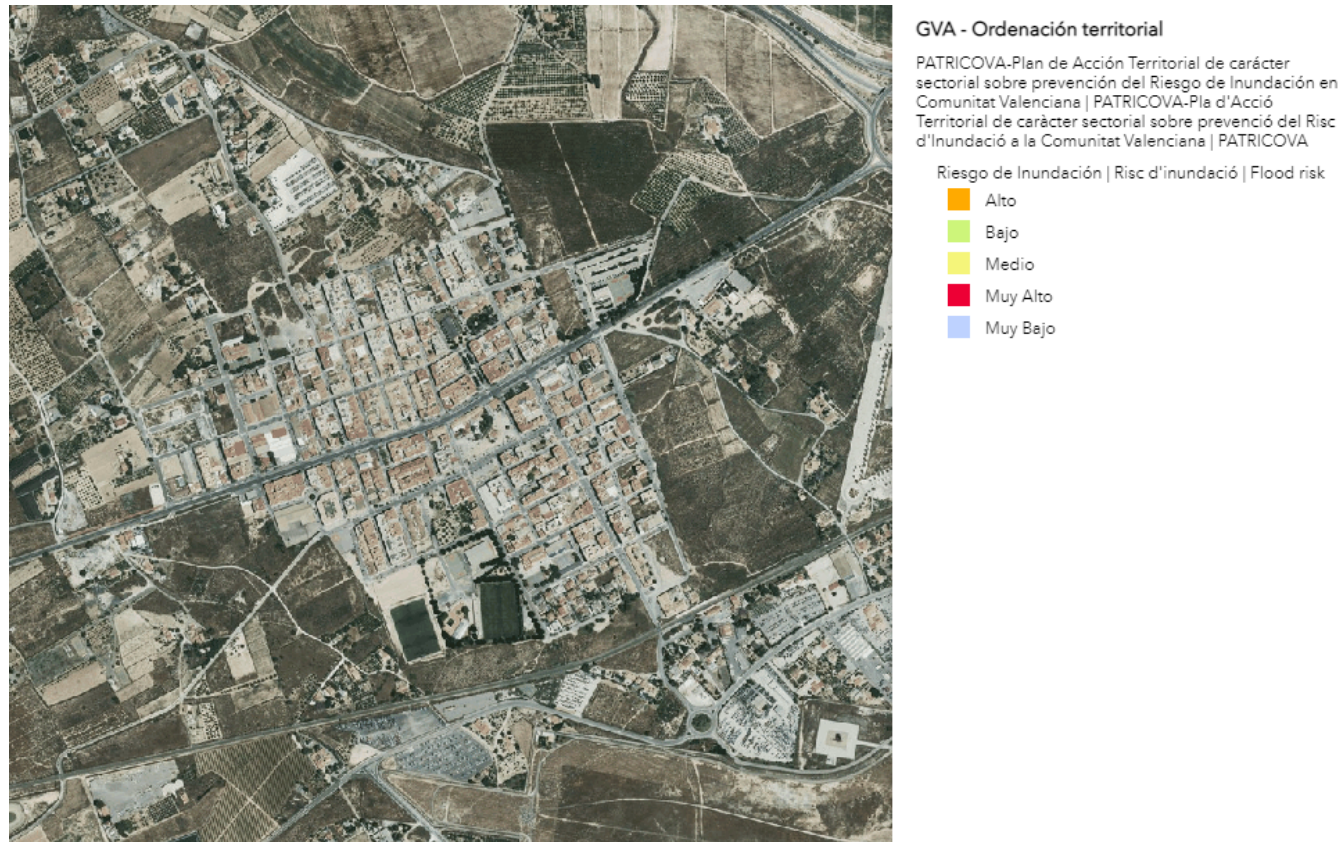 GVA - Ordenación territorial
PATRICOVA-Plan de Acción Territorial de carácter
sectorial sobre prevención del Riesgo de Inundación en
Comunitat Valenciana | PATRICOVA-Pla d'Acció
Territorial de caràcter sectorial sobre prevenció del Risc
d'Inundació a la Comunitat Valenciana | PATRICOVA
Riesgo de Inundación | Risc d'inundació | Flood risk
Alto
Bajo
Medio
Muy Alto
Muy Bajo